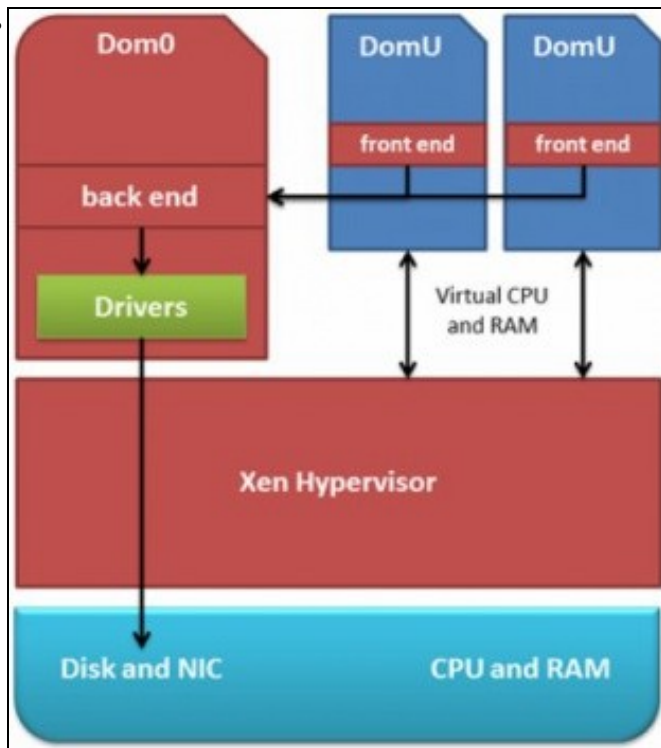 Dom0
DomU
DomU
front end
front end
back end
Drivers
Virtual CPU
and RAM
Xen Hypervisor
Disk and NIC
CPU and RAM